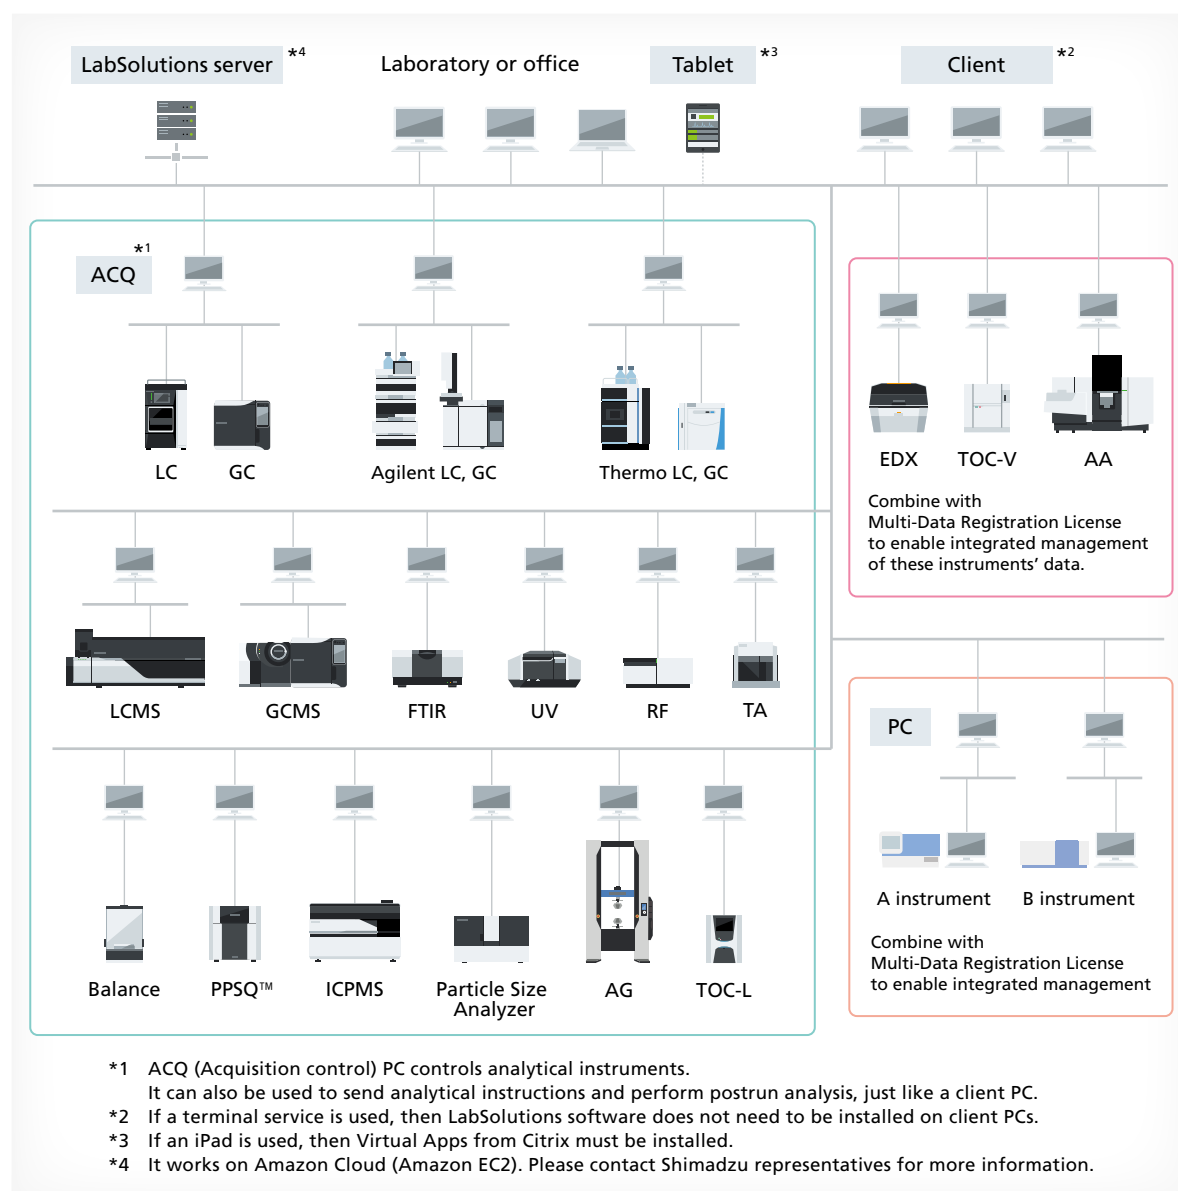 LabSolutions server *4
Laboratory or office
Tablet *3
Client *2
ACQ *1
LC
GC
Agilent LC, GC
Thermo LC, GC
EDX
TOC-V
AA
Combine with
Multi-Data Registration License
to enable integrated management
of these instruments’ data.
LCMS
GCMS
FTIR
UV
RF
TA
PC
A instrument
B instrument
Combine with
Multi-Data Registration License
to enable integrated management
Balance
PPSQ™
ICPMS
Particle Size
Analyzer
AG
TOC-L
*1 ACQ (Acquisition control) PC controls analytical instruments.
It can also be used to send analytical instructions and perform postrun analysis, just like a client PC.
*2 If a terminal service is used, then LabSolutions software does not need to be installed on client PCs.
*3 If an iPad is used, then Virtual Apps from Citrix must be installed.
*4 It works on Amazon Cloud (Amazon EC2). Please contact Shimadzu representatives for more information.